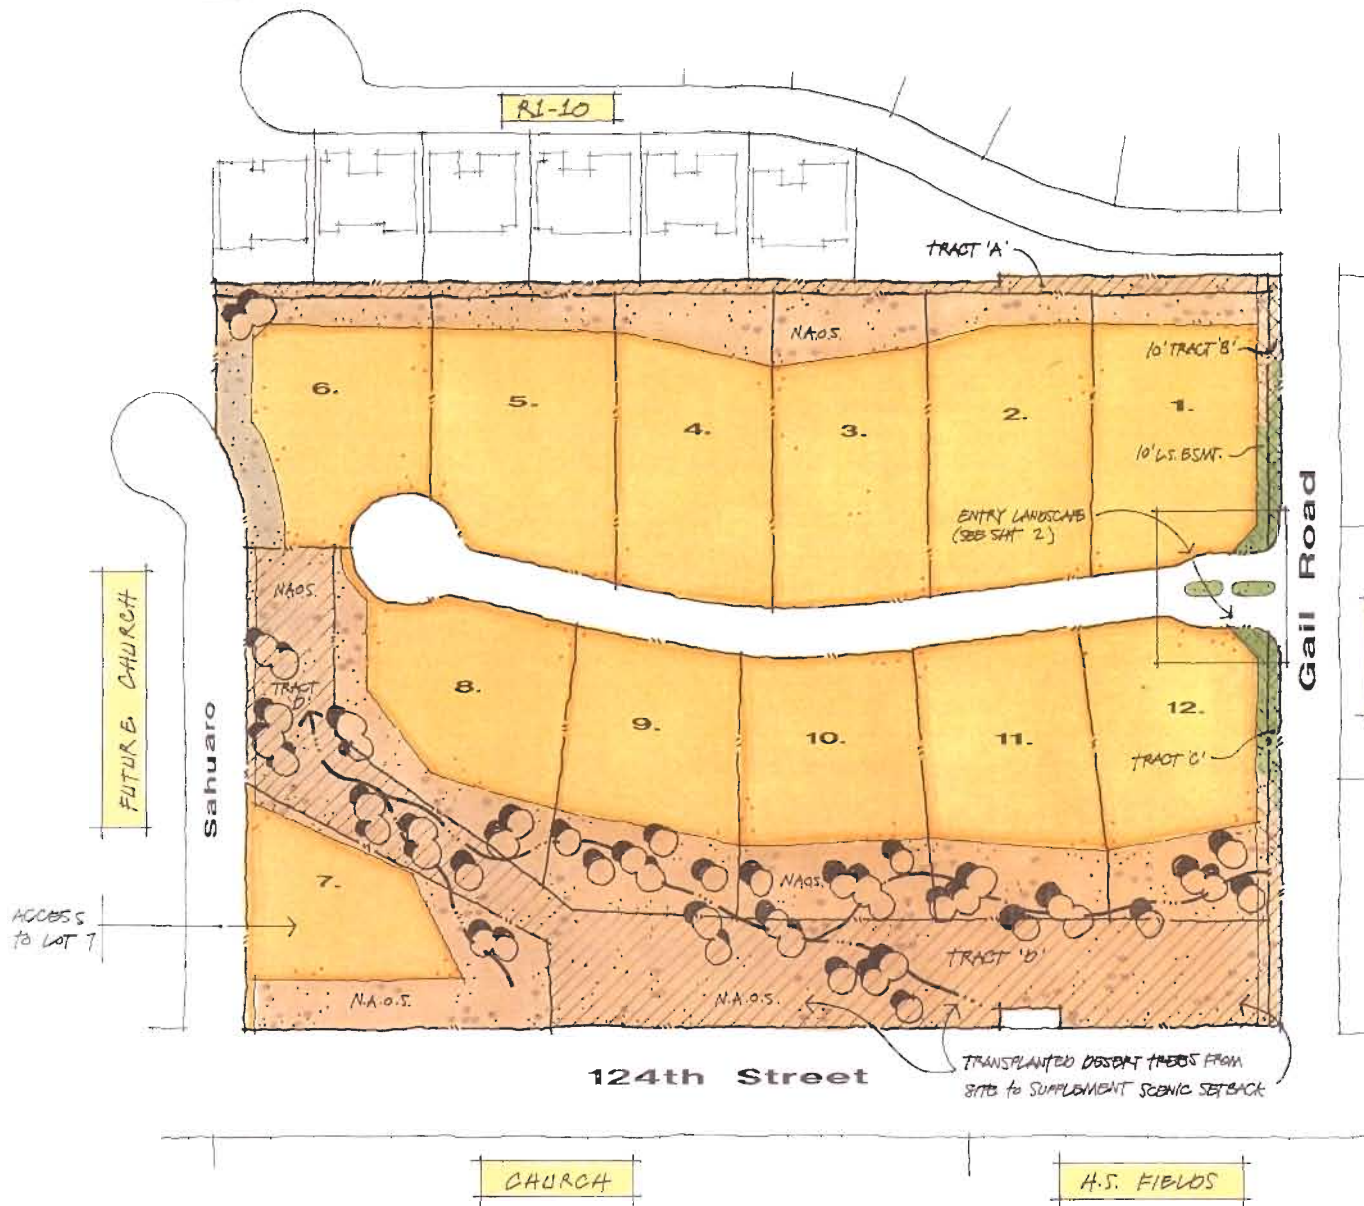 R1-10
TRACT 'A'
N.A.O.S.
10' TRACT 'B'
6.
5.
4.
3.
2.
1.
10' L.S. ESMT.
ENTRY LANDSCAPE
(SEE SHT 2)
Gail Road
NAOS.
FUTURE CHURCH
Sahuaro
TRACT
'D'
8.
9.
10.
11.
12.
TRACT 'C'
7.
NAOS.
ACCESS
TO LOT 7
TRACT 'D'
N.A.O.S.
N.A.O.S.
124th Street
TRANSPLANTED DESERT TREES FROM
SITE TO SUPPLEMENT SCENIC SETBACK
CHURCH
H.S. FIELDS